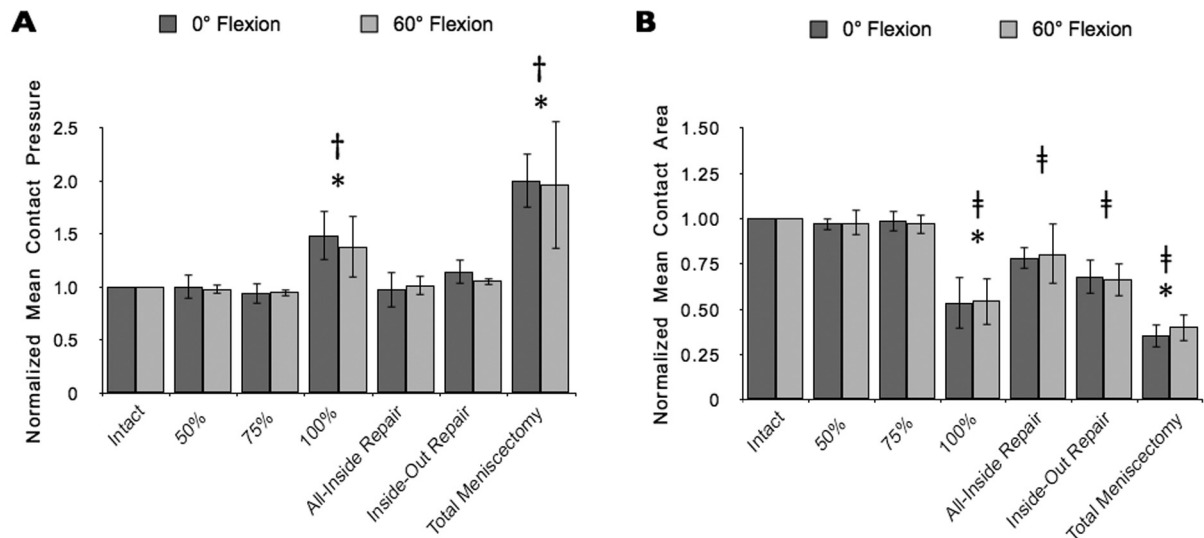 A
0° Flexion
60° Flexion
Normalized Mean Contact Pressure
2.5
2.0
1.5
1.0
0.5
0
†
*
†
*
Intact
50%
75%
100%
All-Inside Repair
Inside-Out Repair
Total Meniscectomy
B
0° Flexion
60° Flexion
Normalized Mean Contact Area
1.50
1.25
1.00
0.75
0.50
0.25
0
‡
*
‡
‡
‡
*
Intact
50%
75%
100%
All-Inside Repair
Inside-Out Repair
Total Meniscectomy